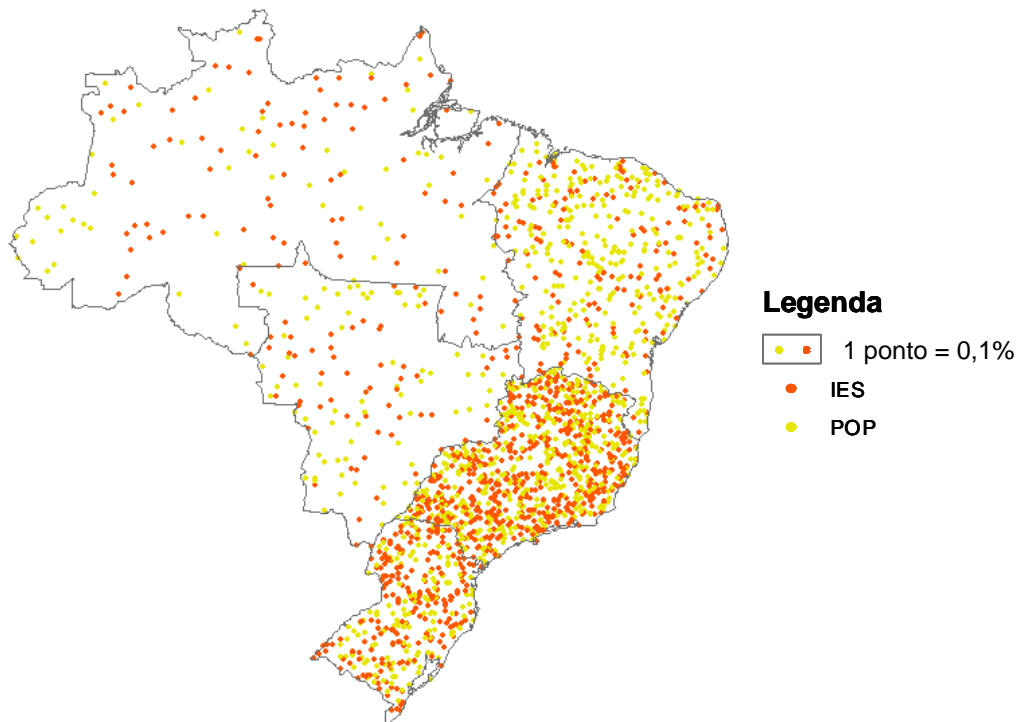 Legenda
1 ponto = 0,1%
IES
POP